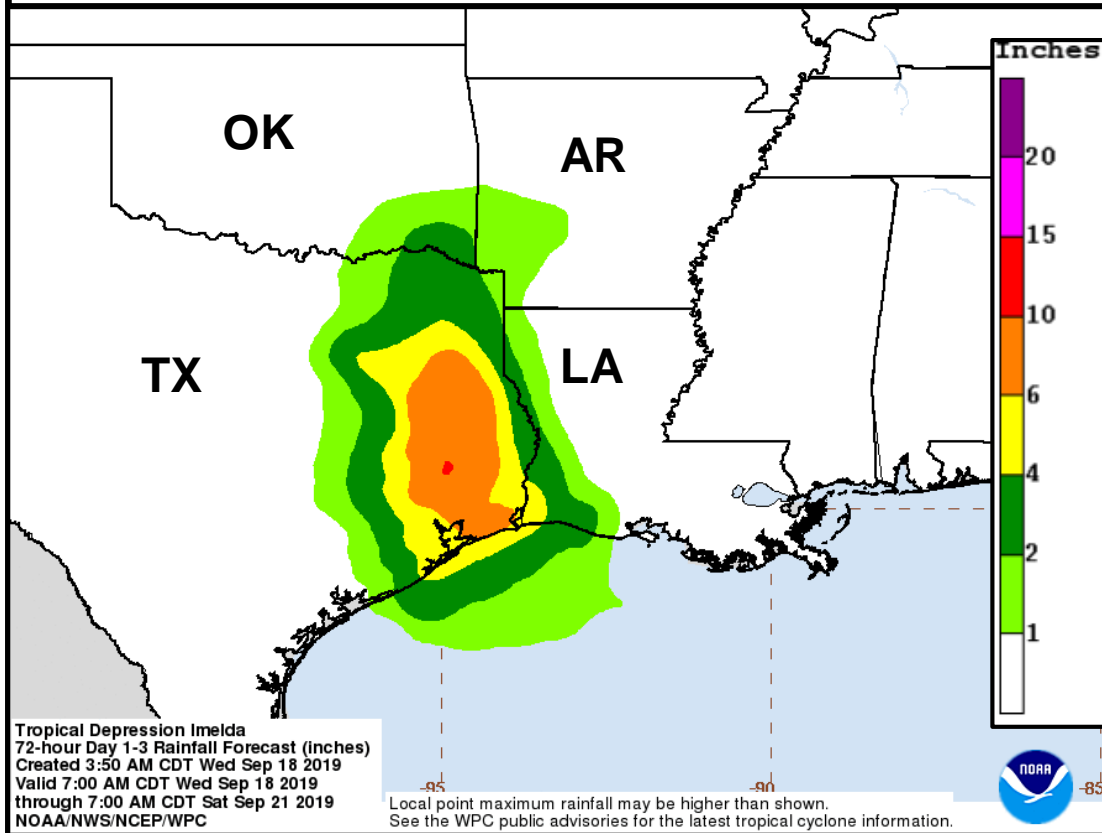 Inches
OK
AR
20
15
10
TX
LA
6
4
2
1
Tropical Depression Imelda
72-hour Day 1-3 Rainfall Forecast (inches)
Created 3:50 AM CDT Wed Sep 18 2019
Valid 7:00 AM CDT Wed Sep 18 2019
through 7:00 AM CDT Sat Sep 21 2019
NOAA/NWS/NCEP/WPC
-95
-90
-85
Local point maximum rainfall may be higher than shown.
See the WPC public advisories for the latest tropical cyclone information.
NOAA